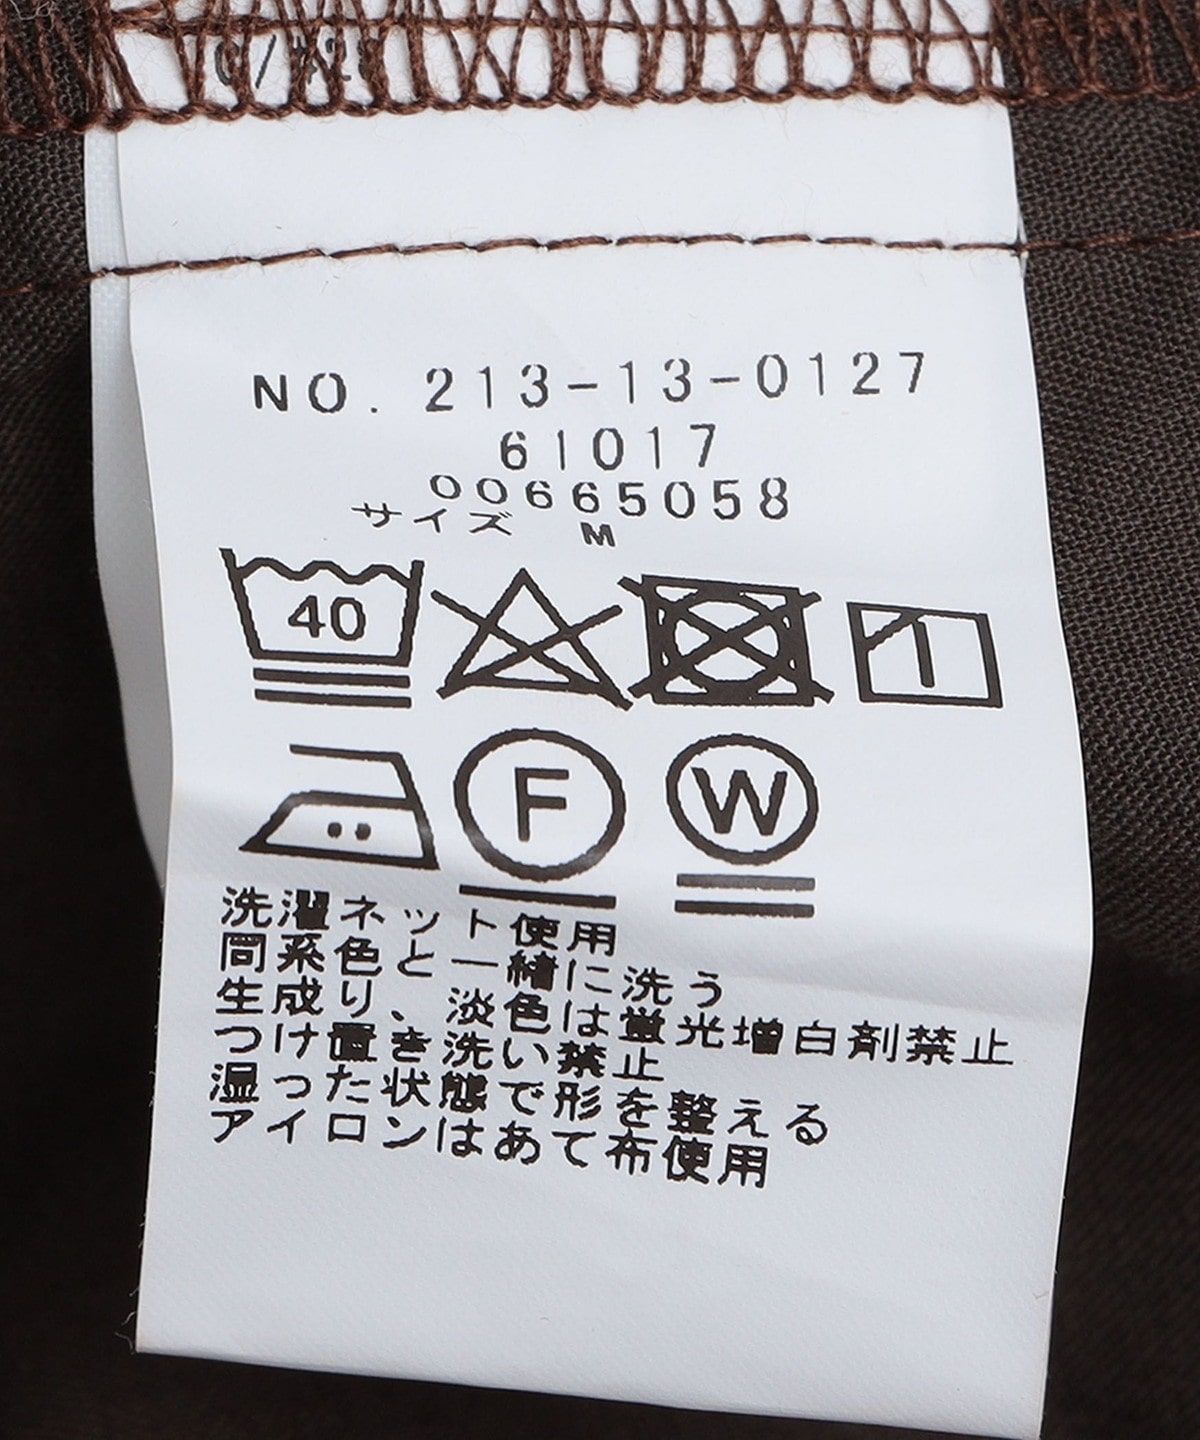 NO. 213-13-0127
61017
00665058
サイズ M
40
F W
洗濯ネット使用
同系色と一緒に洗う
生成り、淡色は蛍光増白剤禁止
つけ置き洗い禁止
湿った状態で形を整える
アイロンはあて布使用